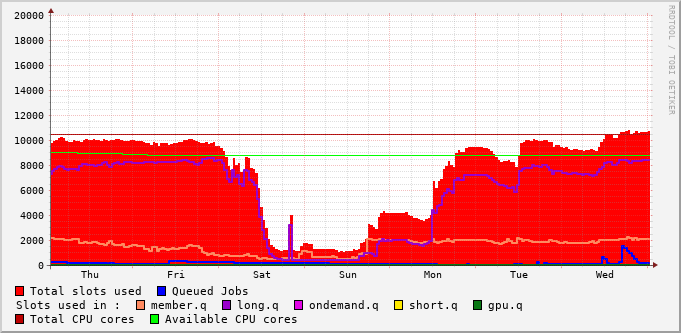 20000
18000
16000
14000
12000
10000
8000
6000
4000
2000
0
Thu Fri Sat Sun Mon Tue Wed
RRDTOOL / TOBI OETIKER
Total slots used Queued Jobs
Slots used in : member.q long.q ondemand.q short.q gpu.q
Total CPU cores Available CPU cores